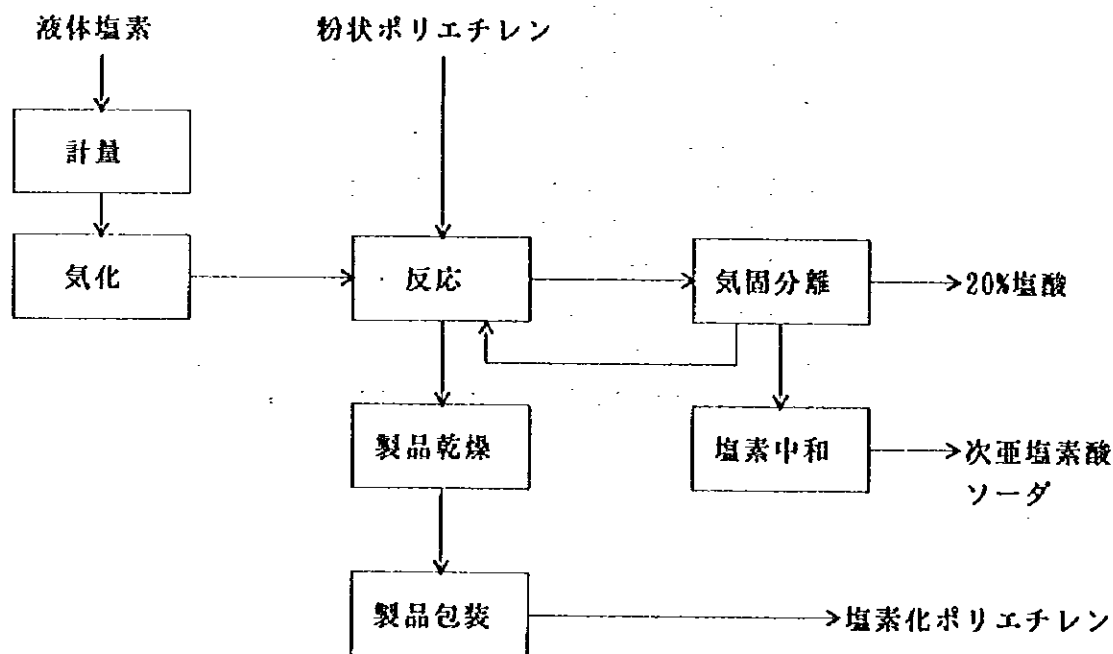 液体塩素
粉状ポリエチレン
計量
気化
反応
気固分離
20%塩酸
製品乾燥
塩素中和
次亜塩素酸
ソーダ
製品包装
塩素化ポリエチレン